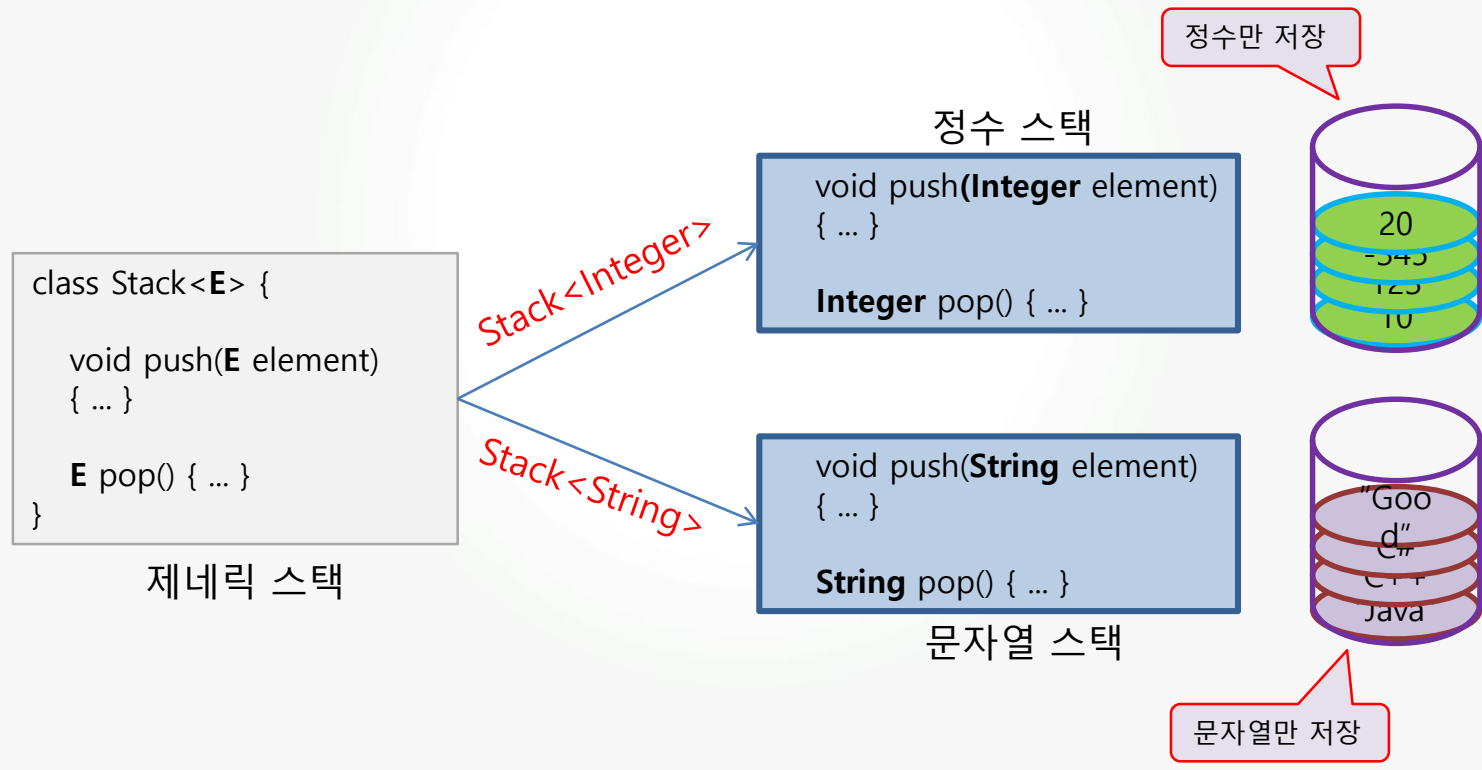 정수만 저장
정수 스택
void push(Integer element)
{ ... }
Integer pop() { ... }
20
-345
123
10
class Stack<E> {
void push(E element)
{ ... }
E pop() { ... }
}
제네릭 스택
Stack<Integer>
Stack<String>
void push(String element)
{ ... }
String pop() { ... }
문자열 스택
"Goo
d"
C#
C++
Java
문자열만 저장